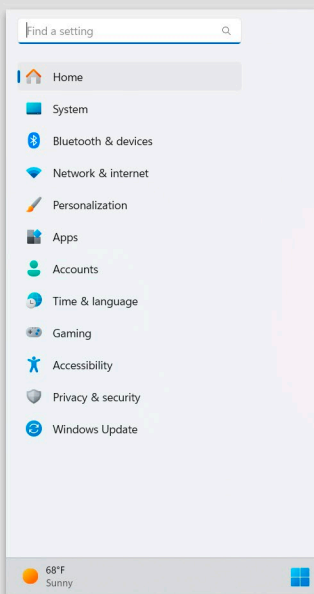 Find a setting
Home
System
Bluetooth & devices
Network & internet
Personalization
Apps
Accounts
Time & language
Gaming
Accessibility
Privacy & security
Windows Update
68°F
Sunny